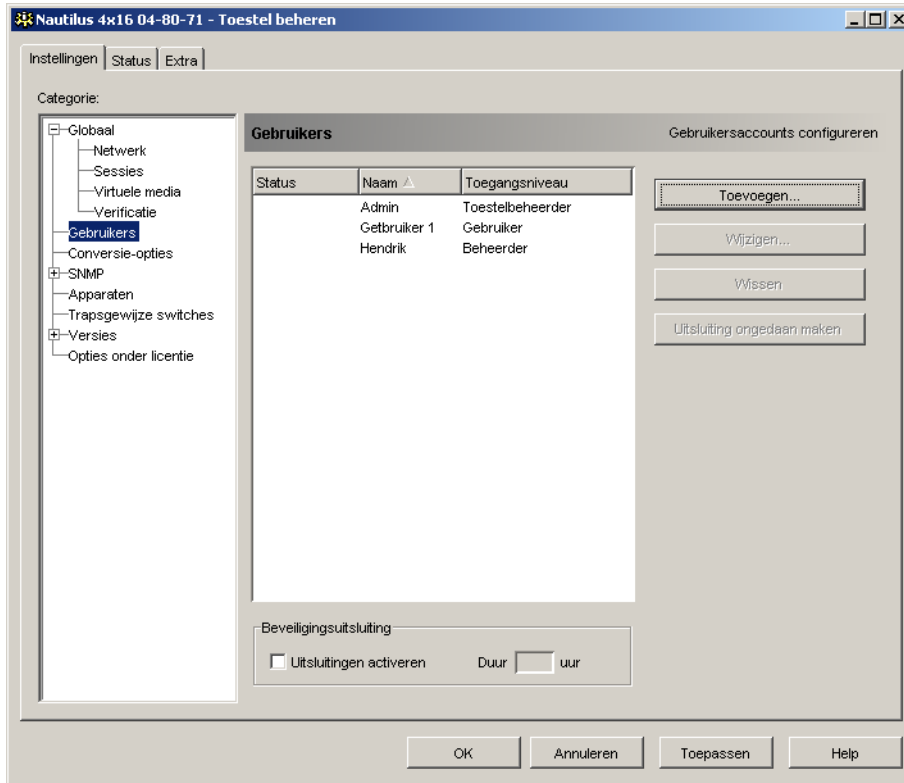 Nautilus 4x16 04-80-71 - Toestel beheren
Instellingen Status Extra
Categorie:
Globaal
Netwerk
Sessies
Virtuele media
Verificatie
Gebruikers
Conversie-opties
SNMP
Apparaten
Trapsgewijze switches
Versies
Opties onder licentie
Gebruikers
Gebruikersaccounts configureren
Status Naam Toegangsniveau
Admin Toestelbeheerder
Getbruiker 1 Gebruiker
Hendrik Beheerder
Toevoegen...
Wijzigen...
Wissen
Uitsluiting ongedaan maken
Beveiligingsuitsluiting
Uitsluitingen activeren Duur uur
OK Annuleren Toepassen Help